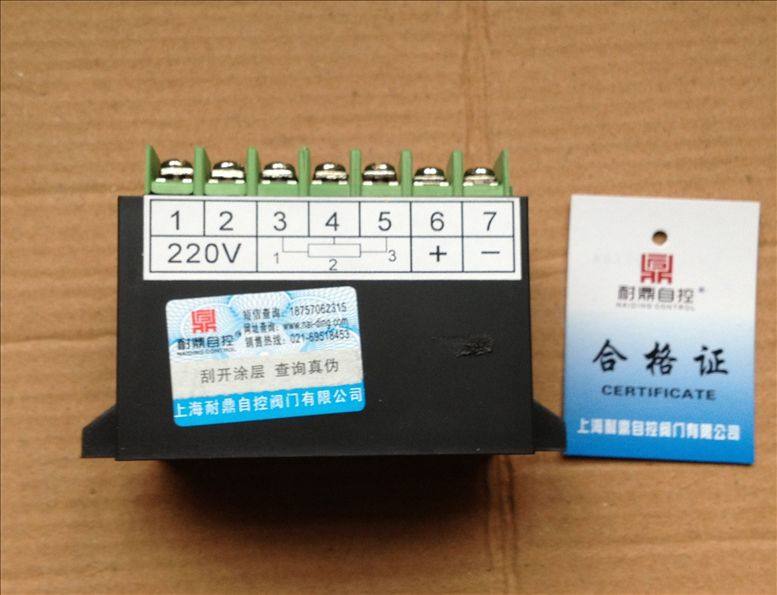 1 2 3 4 5 6 7
220V 1 2 3 + −
耐鼎自控®
NAIDING CONTROL
短信查询: 18757062315
网址查询: www.nai-ding.com
销售热线: 021-69518453
刮开涂层 查询真伪
上海耐鼎自控阀门有限公司
耐鼎自控®
NAIDING CONTROL
合格证
CERTIFICATE
上海耐鼎自控阀门有限公司